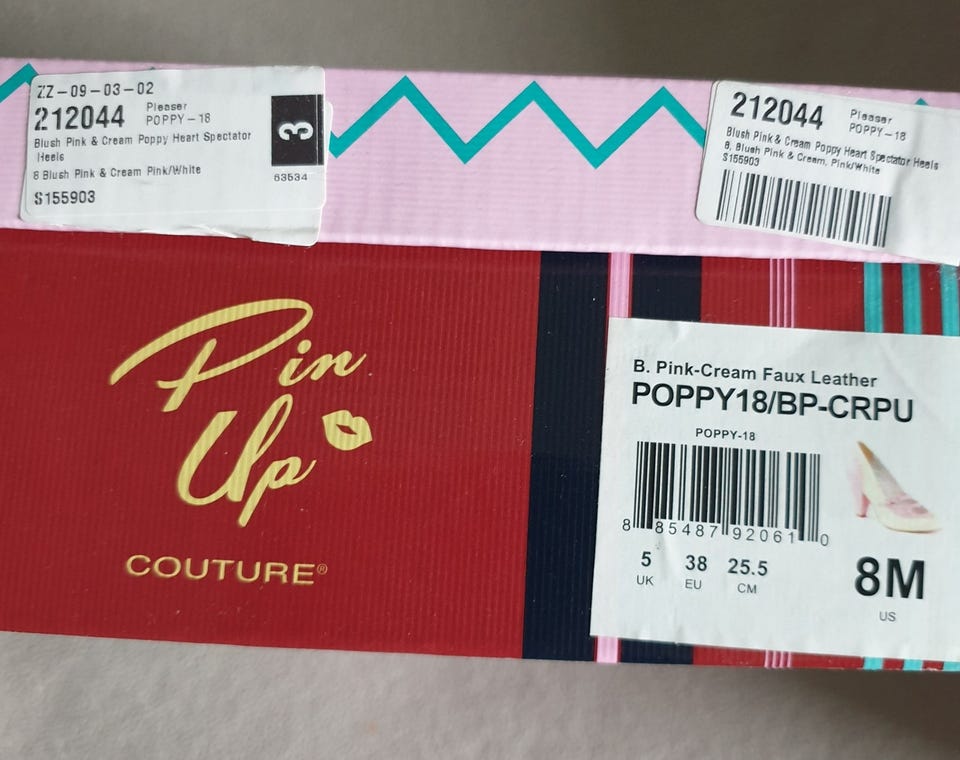 ZZ-09-03-02
212044 Pleaser POPPY-18
Blush Pink & Cream Poppy Heart Spectator
Heels
8 Blush Pink & Cream Pink/White
S155903
3
63534
212044 Pleaser POPPY-18
Blush Pink & Cream Poppy Heart Spectator Heels
8, Blush Pink & Cream, Pink/White
S155903
Pin
Up
COUTURE®
B. Pink-Cream Faux Leather
POPPY18/BP-CRPU
POPPY-18
8 85487 92061 0
5 38 25.5
UK EU CM
8M
US